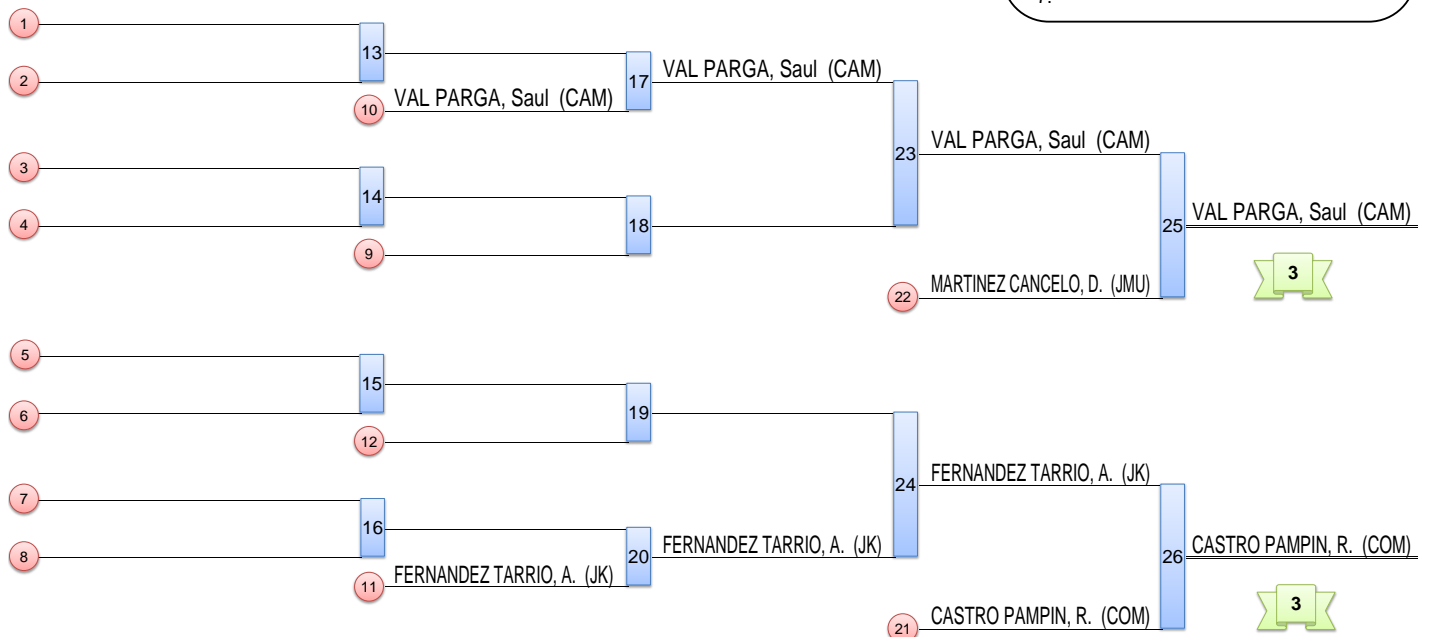 1
13
2
17
VAL PARGA, Saul (CAM)
10
VAL PARGA, Saul (CAM)
23
VAL PARGA, Saul (CAM)
3
14
4
18
9
25
VAL PARGA, Saul (CAM)
3
22
MARTINEZ CANCELO, D. (JMU)
5
15
6
19
12
24
FERNANDEZ TARRIO, A. (JK)
7
16
8
20
FERNANDEZ TARRIO, A. (JK)
11
FERNANDEZ TARRIO, A. (JK)
26
CASTRO PAMPIN, R. (COM)
3
21
CASTRO PAMPIN, R. (COM)